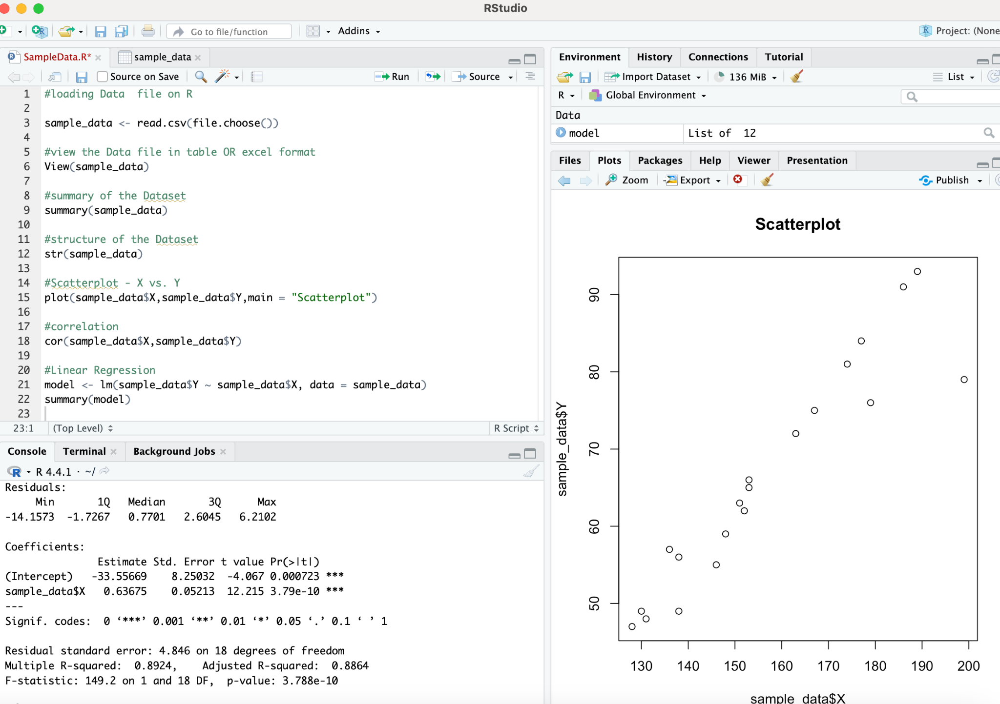 RStudio
Go to file/function
Addins
Project: (None
SampleData.R*
sample_data
Source on Save
Run
Source
1 #loading Data  file on R
2
3 sample_data <- read.csv(file.choose())
4
5 #view the Data file in table OR excel format
6 View(sample_data)
7
8 #summary of the Dataset
9 summary(sample_data)
10
11 #structure of the Dataset
12 str(sample_data)
13
14 #Scatterplot - X vs. Y
15 plot(sample_data$X,sample_data$Y,main = "Scatterplot")
16
17 #correlation
18 cor(sample_data$X,sample_data$Y)
19
20 #Linear Regression
21 model <- lm(sample_data$Y ~ sample_data$X, data = sample_data)
22 summary(model)
23
23:1 (Top Level) R Script
Console Terminal Background Jobs
R 4.4.1 · ~/
Residuals:
Min 1Q Median 3Q Max
-14.1573 -1.7267 0.7701 2.6045 6.2102
Coefficients:
Estimate Std. Error t value Pr(>|t|)
(Intercept) -33.55669 8.25032 -4.067 0.000723 ***
sample_data$X 0.63675 0.05213 12.215 3.79e-10 ***
---
Signif. codes: 0 ‘***’ 0.001 ‘**’ 0.01 ‘*’ 0.05 ‘.’ 0.1 ‘ ’ 1
Residual standard error: 4.846 on 18 degrees of freedom
Multiple R-squared: 0.8924, Adjusted R-squared: 0.8864
F-statistic: 149.2 on 1 and 18 DF, p-value: 3.788e-10
Environment History Connections Tutorial
Import Dataset 136 MiB List
R Global Environment
Data
model List of 12
Files Plots Packages Help Viewer Presentation
Zoom Export Publish
Scatterplot
90
80
70
60
50
sample_data$Y
130 140 150 160 170 180 190 200
sample_data$X